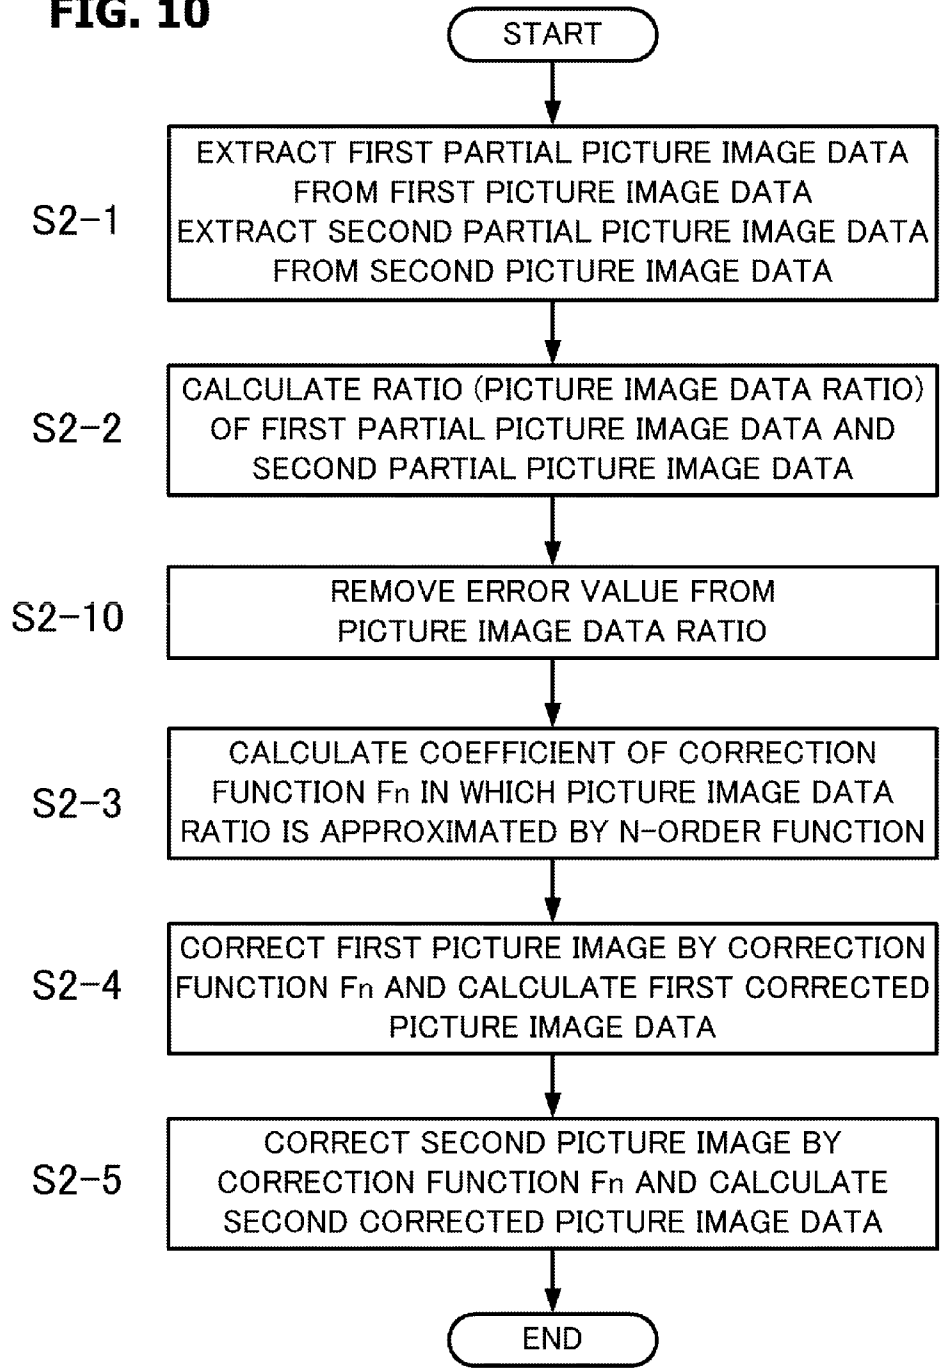 FIG. 10
START
S2-1
EXTRACT FIRST PARTIAL PICTURE IMAGE DATA
FROM FIRST PICTURE IMAGE DATA
EXTRACT SECOND PARTIAL PICTURE IMAGE DATA
FROM SECOND PICTURE IMAGE DATA
S2-2
CALCULATE RATIO (PICTURE IMAGE DATA RATIO)
OF FIRST PARTIAL PICTURE IMAGE DATA AND
SECOND PARTIAL PICTURE IMAGE DATA
S2-10
REMOVE ERROR VALUE FROM
PICTURE IMAGE DATA RATIO
S2-3
CALCULATE COEFFICIENT OF CORRECTION
FUNCTION Fn IN WHICH PICTURE IMAGE DATA
RATIO IS APPROXIMATED BY N-ORDER FUNCTION
S2-4
CORRECT FIRST PICTURE IMAGE BY CORRECTION
FUNCTION Fn AND CALCULATE FIRST CORRECTED
PICTURE IMAGE DATA
S2-5
CORRECT SECOND PICTURE IMAGE BY
CORRECTION FUNCTION Fn AND CALCULATE
SECOND CORRECTED PICTURE IMAGE DATA
END